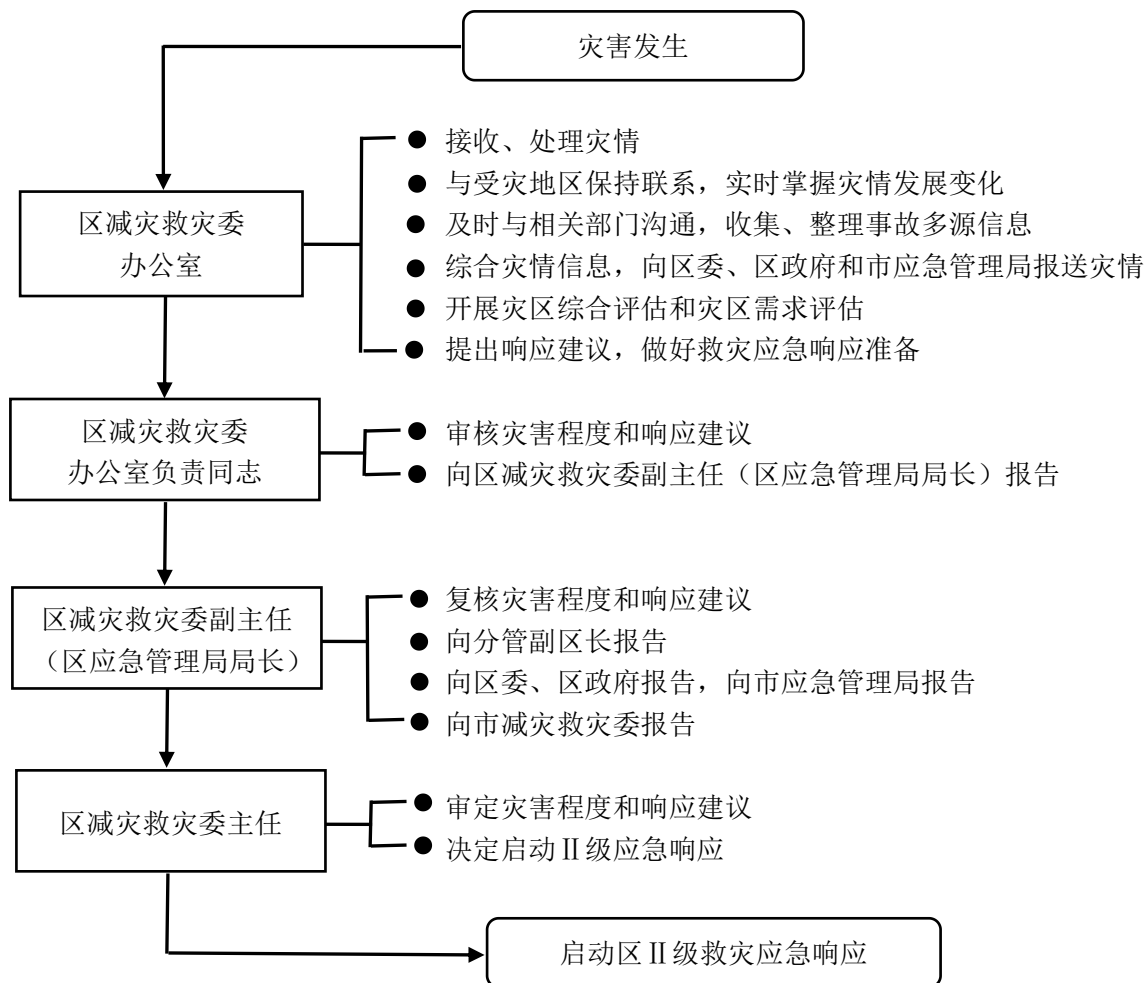 灾害发生
区减灾救灾委
办公室
● 接收、处理灾情
● 与受灾地区保持联系，实时掌握灾情发展变化
● 及时与相关部门沟通，收集、整理事故多源信息
● 综合灾情信息，向区委、区政府和市应急管理局报送灾情
● 开展灾区综合评估和灾区需求评估
● 提出响应建议，做好救灾应急响应准备
区减灾救灾委
办公室负责同志
● 审核灾害程度和响应建议
● 向区减灾救灾委副主任（区应急管理局局长）报告
区减灾救灾委副主任
（区应急管理局局长）
● 复核灾害程度和响应建议
● 向分管副区长报告
● 向区委、区政府报告，向市应急管理局报告
● 向市减灾救灾委报告
区减灾救灾委主任
● 审定灾害程度和响应建议
● 决定启动Ⅱ级应急响应
启动区Ⅱ级救灾应急响应